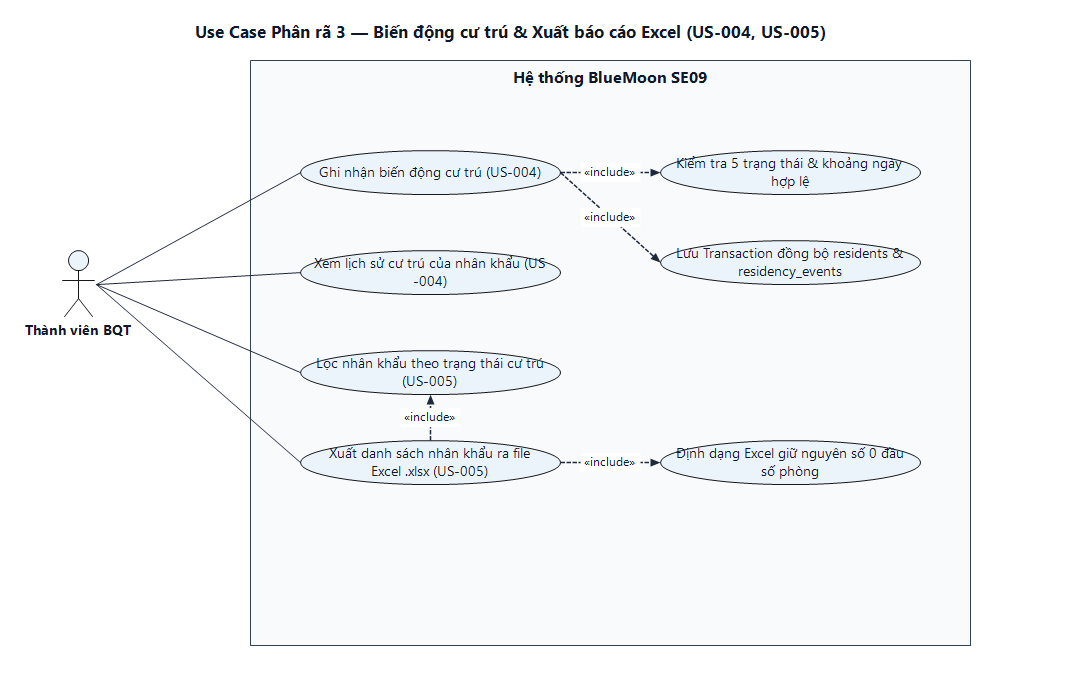 Use Case Phân rã 3 — Biến động cư trú & Xuất báo cáo Excel (US-004, US-005)
Hệ thống BlueMoon SE09
Ghi nhận biến động cư trú (US-004)
«include»
Kiểm tra 5 trạng thái & khoảng ngày
hợp lệ
«include»
Lưu Transaction đồng bộ residents &
residency_events
Xem lịch sử cư trú của nhân khẩu (US
-004)
Thành viên BQT
Lọc nhân khẩu theo trạng thái cư trú
(US-005)
«include»
Xuất danh sách nhân khẩu ra file
Excel .xlsx (US-005)
«include»
Định dạng Excel giữ nguyên số 0 đầu
số phòng